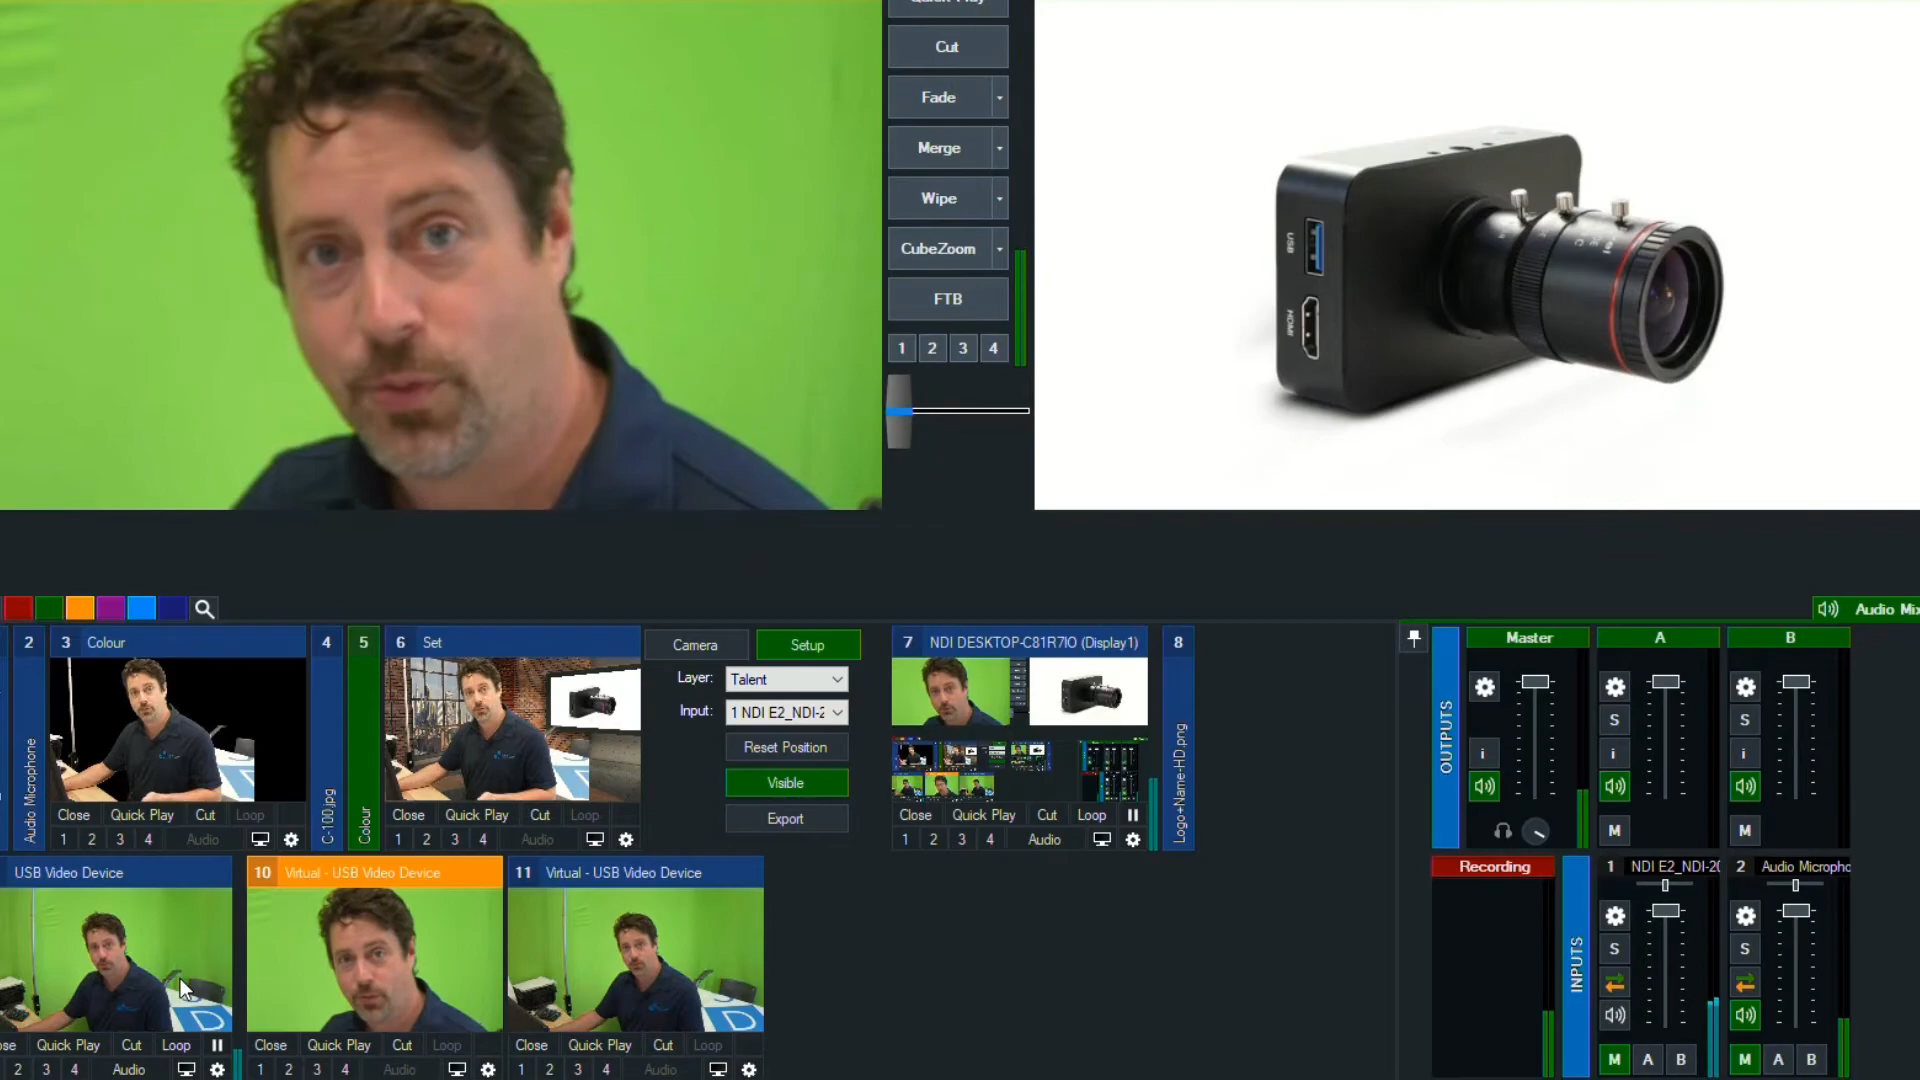 Quick Play
Cut
Fade
Merge
Wipe
CubeZoom
FTB
1 2 3 4
USB
HDMI
Audio Mix
2 Audio Microphone
3 Colour
Close Quick Play Cut Loop
1 2 3 4 Audio
4 C-100.jpg
5 Colour
6 Set
Close Quick Play Cut Loop
1 2 3 4 Audio
Camera Setup
Layer: Talent
Input: 1 NDI E2_NDI-2
Reset Position
Visible
Export
7 NDI DESKTOP-C81R7IO (Display1)
Close Quick Play Cut Loop
1 2 3 4 Audio
8 Logo+Name-HD.png
OUTPUTS
Master A B
S S
i i i
M M
USB Video Device
ose Quick Play Cut Loop
2 3 4 Audio
10 Virtual - USB Video Device
Close Quick Play Cut Loop
1 2 3 4 Audio
11 Virtual - USB Video Device
Close Quick Play Cut Loop
1 2 3 4 Audio
Recording
INPUTS
1 NDI E2_NDI-20
2 Audio Micropho
S S
M A B M A B